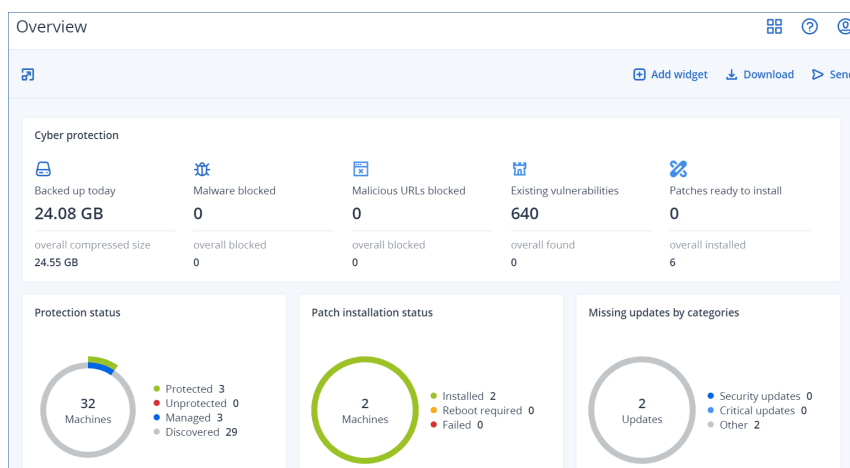 Overview
Add widget
Download
Send
Cyber protection
Backed up today
24.08 GB
overall compressed size
24.55 GB
Malware blocked
0
overall blocked
0
Malicious URLs blocked
0
overall blocked
0
Existing vulnerabilities
640
overall found
0
Patches ready to install
0
overall installed
6
Protection status
32
Machines
Protected 3
Unprotected 0
Managed 3
Discovered 29
Patch installation status
2
Machines
Installed 2
Reboot required 0
Failed 0
Missing updates by categories
2
Updates
Security updates 0
Critical updates 0
Other 2